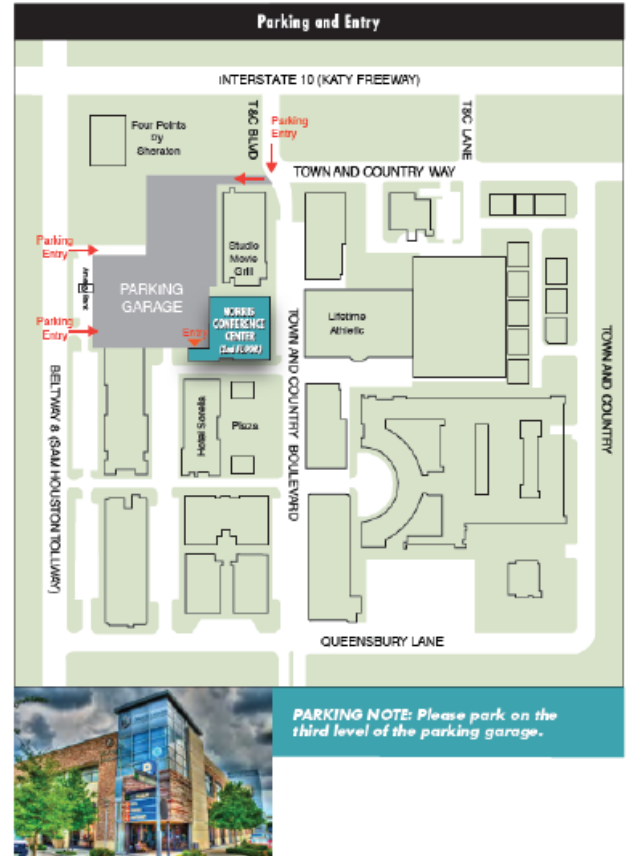 Parking and Entry
INTERSTATE 10 (KATY FREEWAY)
Four Points
by
Sheraton
T&C BLVD
Parking
Entry
T&C LANE
TOWN AND COUNTRY WAY
Parking
Entry
Studio
Movie
Grill
PARKING
GARAGE
Parking
Entry
Entry
NORRIS
CONFERENCE
CENTER
(2nd FLOOR)
Lifetime
Athletic
TOWN AND COUNTRY BOULEVARD
TOWN AND COUNTRY
BELTWAY 8 (SAM HOUSTON TOLLWAY)
Hotel Sorella
Plaza
QUEENSBURY LANE
PARKING NOTE: Please park on the
third level of the parking garage.